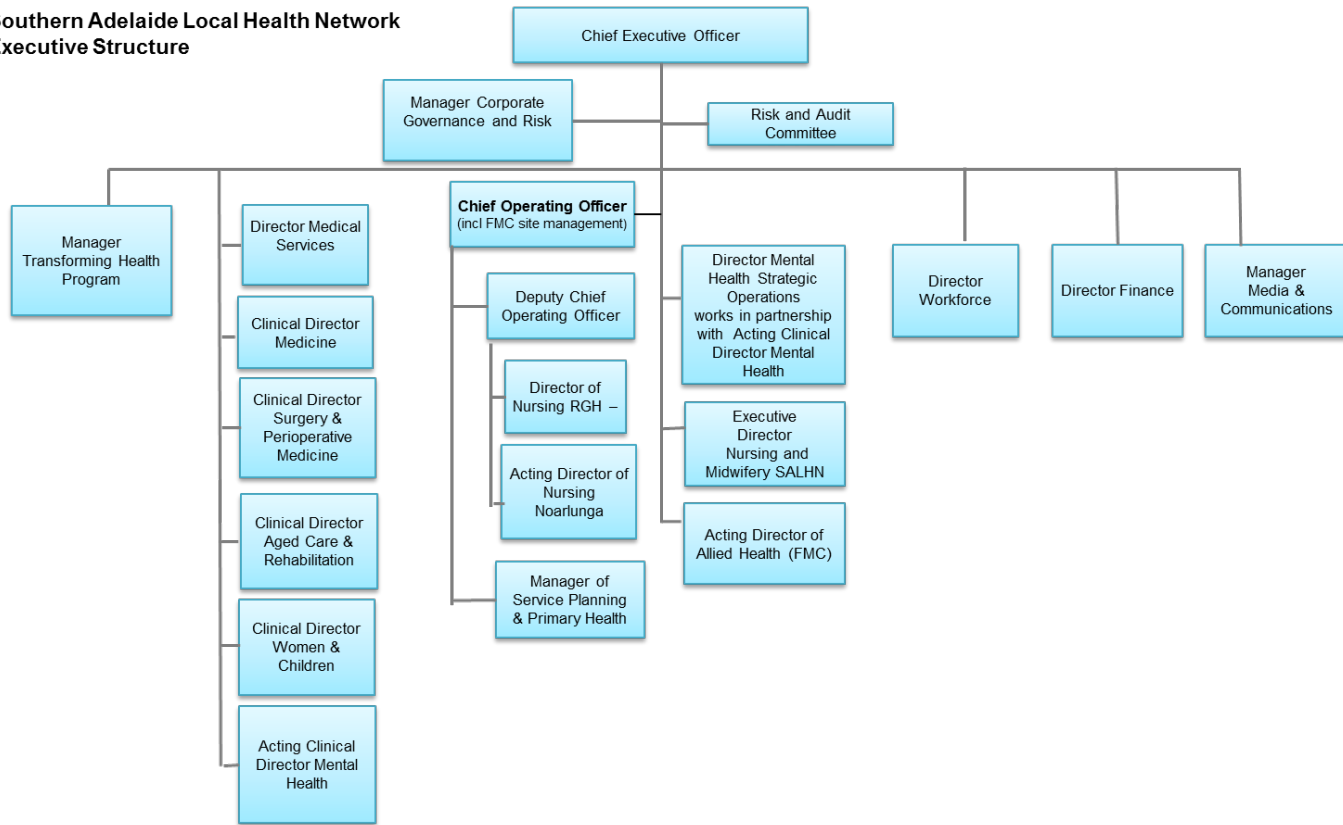 Southern Adelaide Local Health Network
Executive Structure
Chief Executive Officer
Manager Corporate
Governance and Risk
Risk and Audit
Committee
Manager
Transforming Health
Program
Director Medical
Services
Clinical Director
Medicine
Clinical Director
Surgery &
Perioperative
Medicine
Clinical Director
Aged Care &
Rehabilitation
Clinical Director
Women &
Children
Acting Clinical
Director Mental
Health
Chief Operating Officer
(incl FMC site management)
Deputy Chief
Operating Officer
Director of
Nursing RGH –
Acting Director of
Nursing
Noarlunga
Manager of
Service Planning
& Primary Health
Director Mental
Health Strategic
Operations
works in partnership
with Acting Clinical
Director Mental
Health
Executive
Director
Nursing and
Midwifery SALHN
Acting Director of
Allied Health (FMC)
Director
Workforce
Director Finance
Manager
Media &
Communications